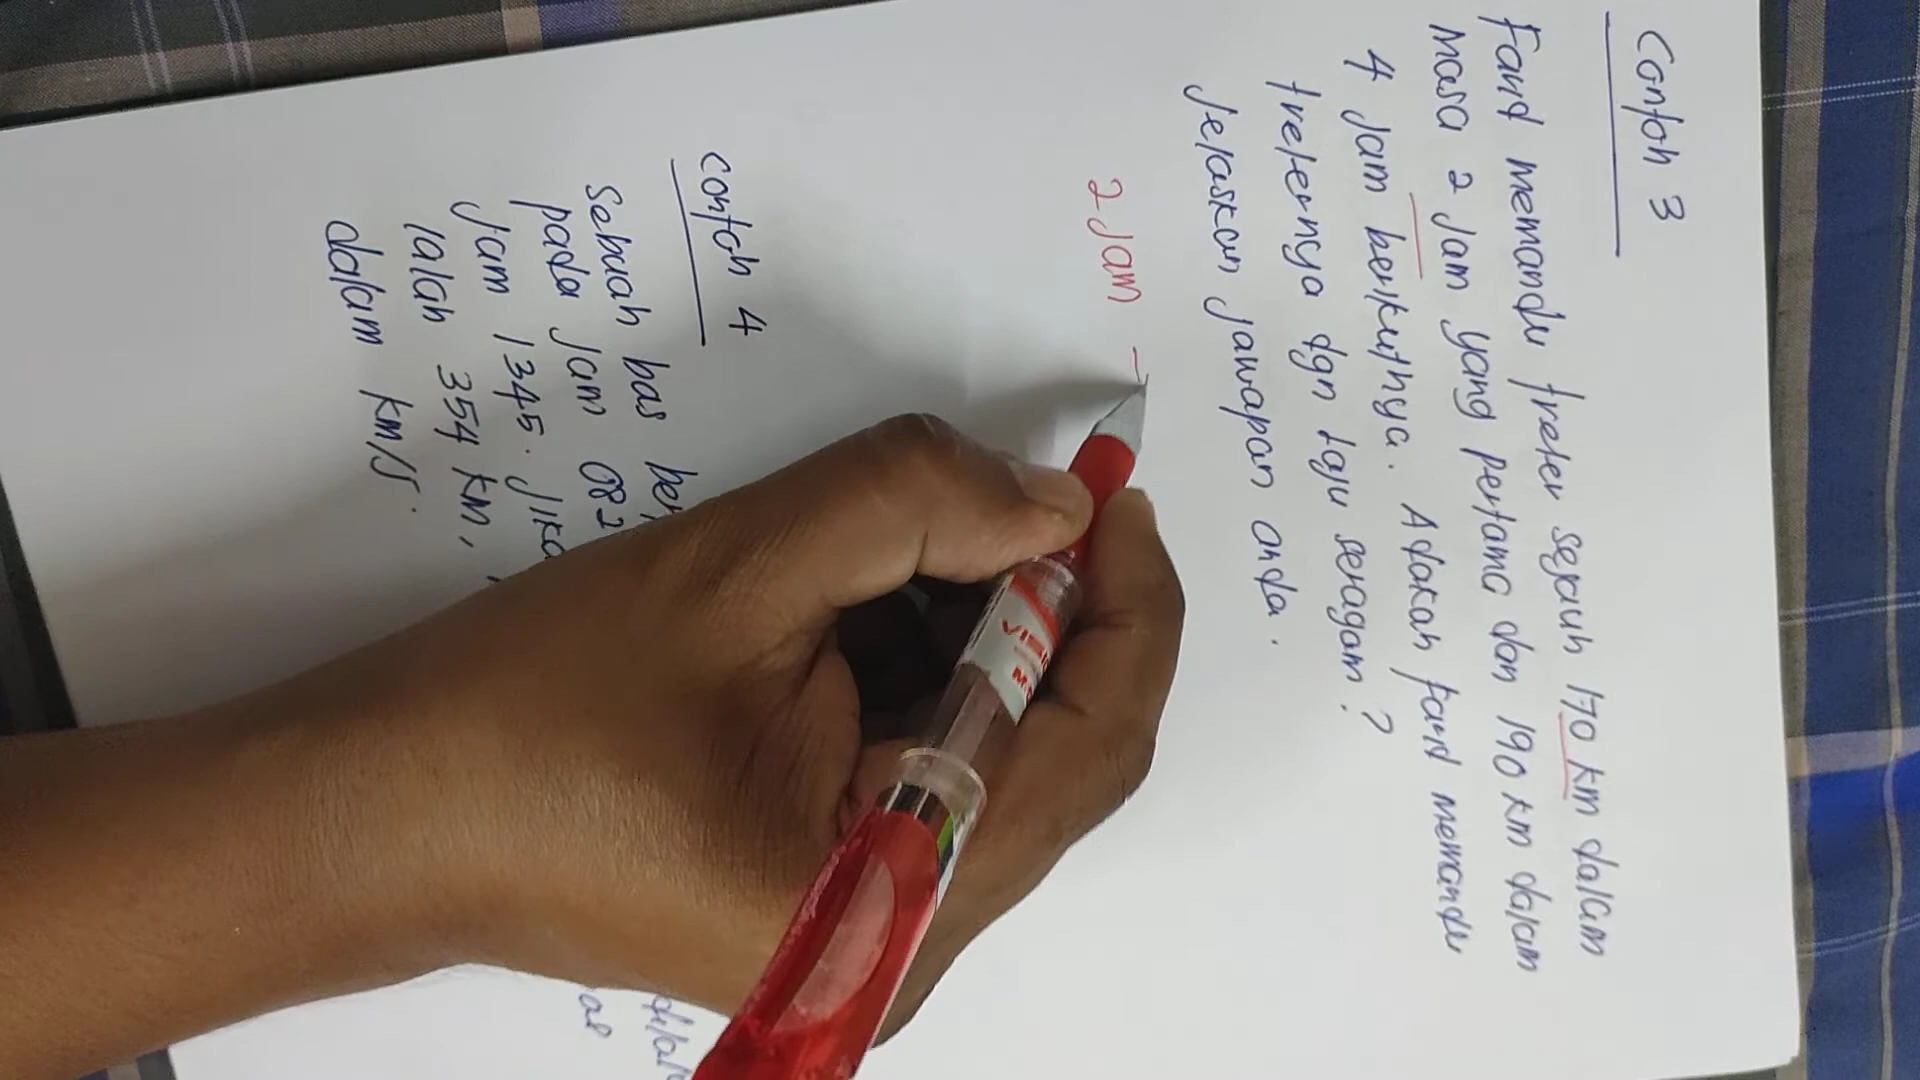 Contoh 3
Farid memandu treler sejauh 170 km dalam
masa 2 jam yang pertama dan 190 km dalam
4 jam berikutnya. Adakah Farid memandu
trelernya dgn laju seragam?
Jelaskan jawapan anda.
2 Jam -
Contoh 4
Sebuah bas
pada jam 082
jam 1345. Jika
ialah 354 km,
dalam km/j.